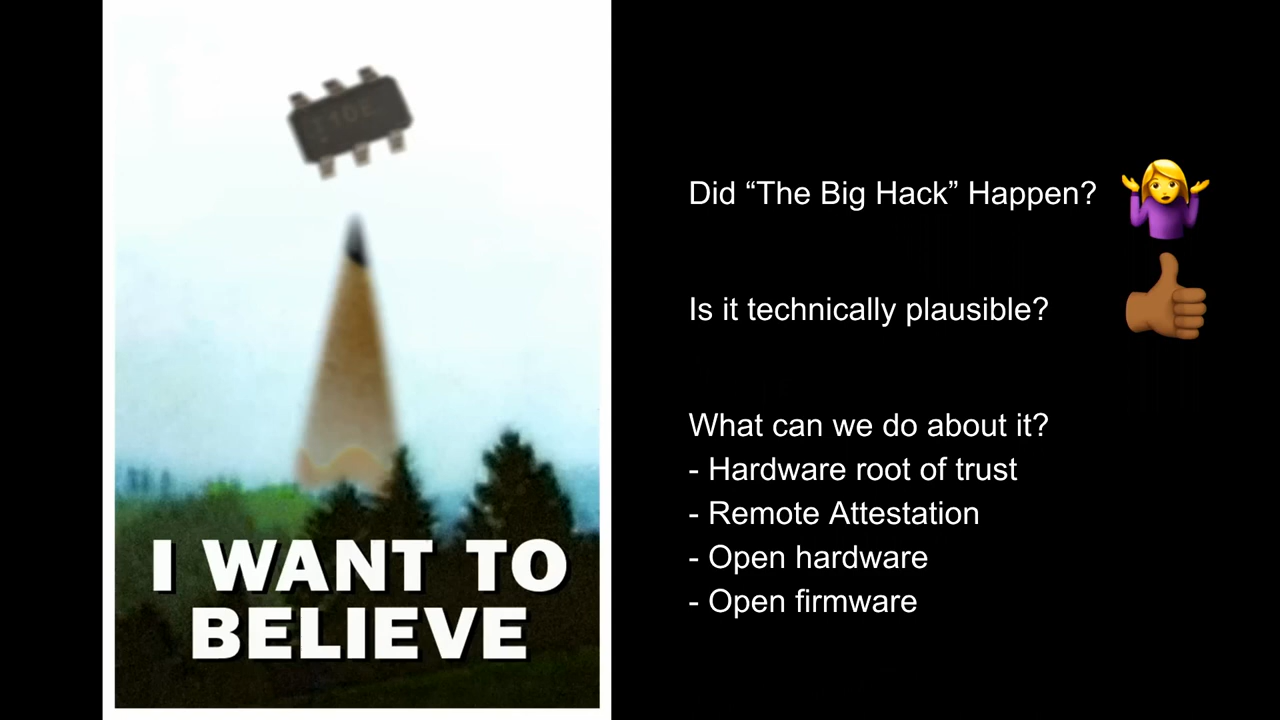 I WANT TO
BELIEVE
Did “The Big Hack” Happen?
Is it technically plausible?
What can we do about it?
- Hardware root of trust
- Remote Attestation
- Open hardware
- Open firmware